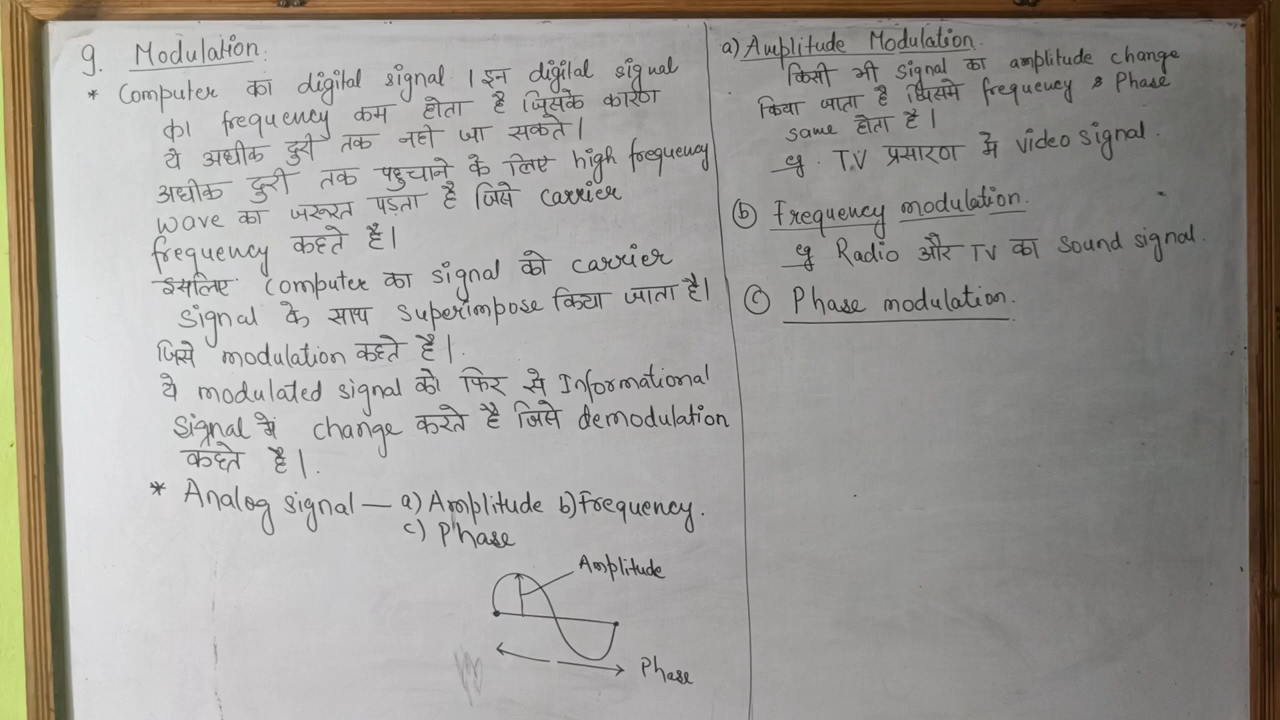 9. Modulation.
* Computer का digital signal । इन digital signal
का frequency कम होता है जिसके कारण
ये अधीक दुरी तक नही जा सकते।
अधीक दुरी तक पहुचाने के लिए high frequency
wave का जरूरत पडता है जिसे carrier
frequency कहते है।
इसलिए computer का signal को carrier
signal के साथ superimpose किया जाता है।
जिसे modulation कहते है।.
ये modulated signal को फिर से Informational
signal में change करते है जिसे demodulation
कहते है।.
* Analog signal — a) Amplitude b) Frequency.
c) Phase
Amplitude
Phase
a) Amplitude Modulation.
किसी भी signal का amplitude change
किया जाता है जिसमे frequency & Phase
same होता है।
eg. T.V प्रसारण मे video signal.
(b) Frequency modulation.
eg Radio और TV का sound signal.
(c) Phase modulation.